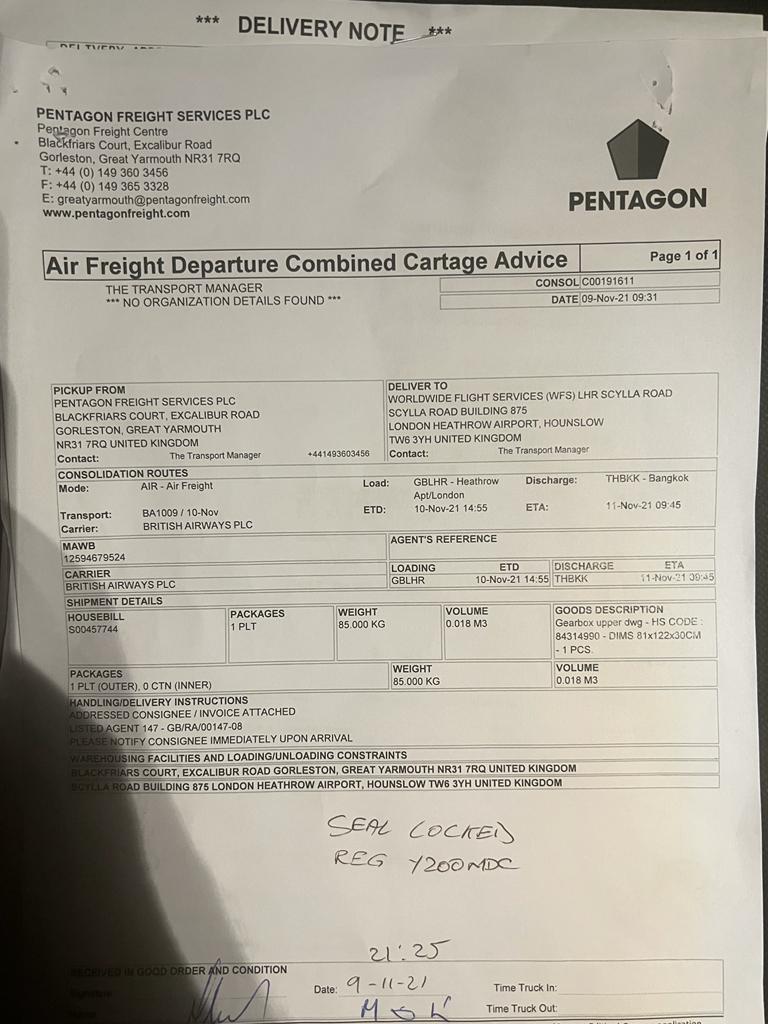 *** DELIVERY NOTE ***
PENTAGON FREIGHT SERVICES PLC
Pentagon Freight Centre
Blackfriars Court, Excalibur Road
Gorleston, Great Yarmouth NR31 7RQ
T: +44 (0) 149 360 3456
F: +44 (0) 149 365 3328
E: greatyarmouth@pentagonfreight.com
www.pentagonfreight.com
PENTAGON
Air Freight Departure Combined Cartage Advice Page 1 of 1
THE TRANSPORT MANAGER
*** NO ORGANIZATION DETAILS FOUND ***
CONSOL C00191611
DATE 09-Nov-21 09:31
PICKUP FROM
PENTAGON FREIGHT SERVICES PLC
BLACKFRIARS COURT, EXCALIBUR ROAD
GORLESTON, GREAT YARMOUTH
NR31 7RQ UNITED KINGDOM
Contact: The Transport Manager +441493603456
DELIVER TO
WORLDWIDE FLIGHT SERVICES (WFS) LHR SCYLLA ROAD
SCYLLA ROAD BUILDING 875
LONDON HEATHROW AIRPORT, HOUNSLOW
TW6 3YH UNITED KINGDOM
Contact: The Transport Manager
CONSOLIDATION ROUTES
Mode: AIR - Air Freight Load: GBLHR - Heathrow Discharge: THBKK - Bangkok
Apt/London
Transport: BA1009 / 10-Nov ETD: 10-Nov-21 14:55 ETA: 11-Nov-21 09:45
Carrier: BRITISH AIRWAYS PLC
MAWB
12594679524
AGENT'S REFERENCE
CARRIER
BRITISH AIRWAYS PLC
LOADING ETD DISCHARGE ETA
GBLHR 10-Nov-21 14:55 THBKK 11-Nov-21 09:45
SHIPMENT DETAILS
HOUSEBILL PACKAGES WEIGHT VOLUME GOODS DESCRIPTION
S00457744 1 PLT 85.000 KG 0.018 M3 Gearbox upper dwg - HS CODE :
84314990 - DIMS 81x122x30CM
- 1 PCS.
PACKAGES WEIGHT VOLUME
1 PLT (OUTER), 0 CTN (INNER) 85.000 KG 0.018 M3
HANDLING/DELIVERY INSTRUCTIONS
ADDRESSED CONSIGNEE / INVOICE ATTACHED
LISTED AGENT 147 - GB/RA/00147-08
PLEASE NOTIFY CONSIGNEE IMMEDIATELY UPON ARRIVAL
WAREHOUSING FACILITIES AND LOADING/UNLOADING CONSTRAINTS
BLACKFRIARS COURT, EXCALIBUR ROAD GORLESTON, GREAT YARMOUTH NR31 7RQ UNITED KINGDOM
SCYLLA ROAD BUILDING 875 LONDON HEATHROW AIRPORT, HOUNSLOW TW6 3YH UNITED KINGDOM
SEAL LOCKED
REG Y200MDC
21:25
RECEIVED IN GOOD ORDER AND CONDITION
Signature Date: 9-11-21 Time Truck In:
Name Time Truck Out: